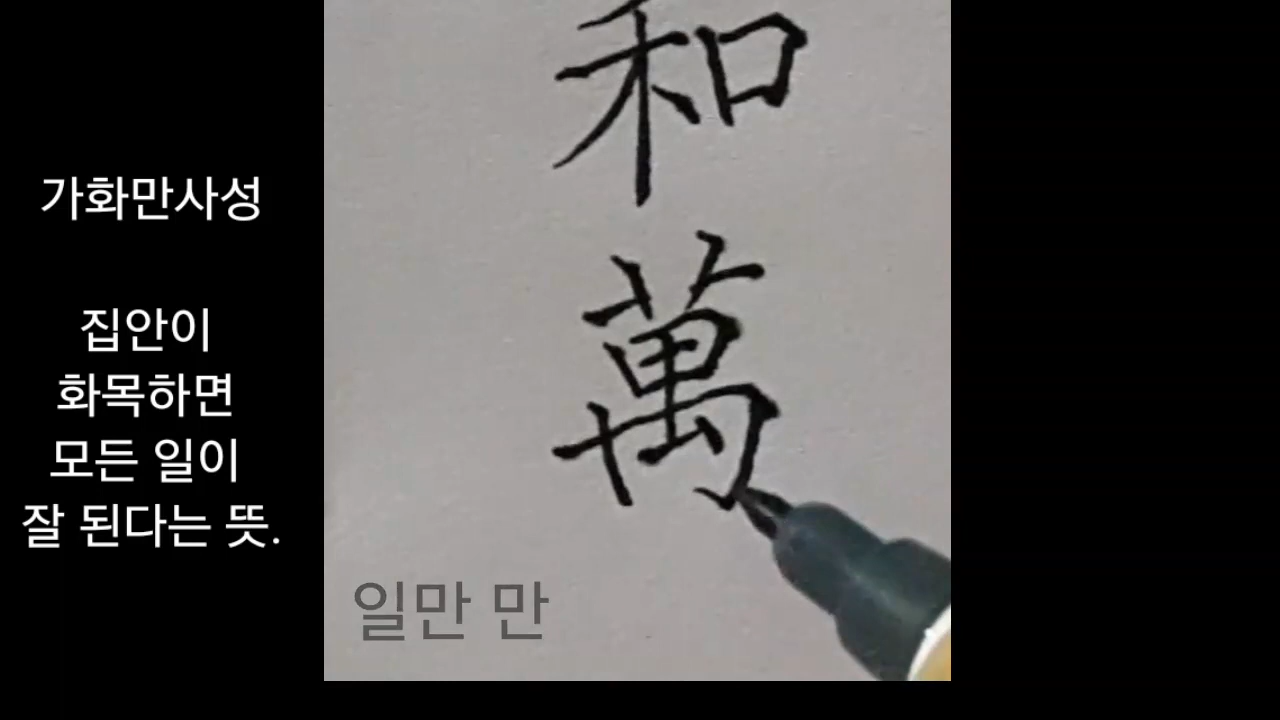 가화만사성
집안이
화목하면
모든 일이
잘 된다는 뜻.
和
萬
일만 만